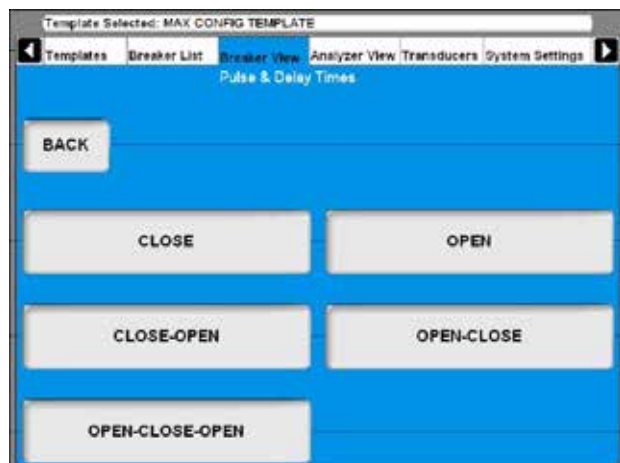 Template Selected: MAX CONFIG TEMPLATE
Templates Breaker List Breaker View Analyzer View Transducers System Settings
Pulse & Delay Times
BACK
CLOSE OPEN
CLOSE-OPEN OPEN-CLOSE
OPEN-CLOSE-OPEN